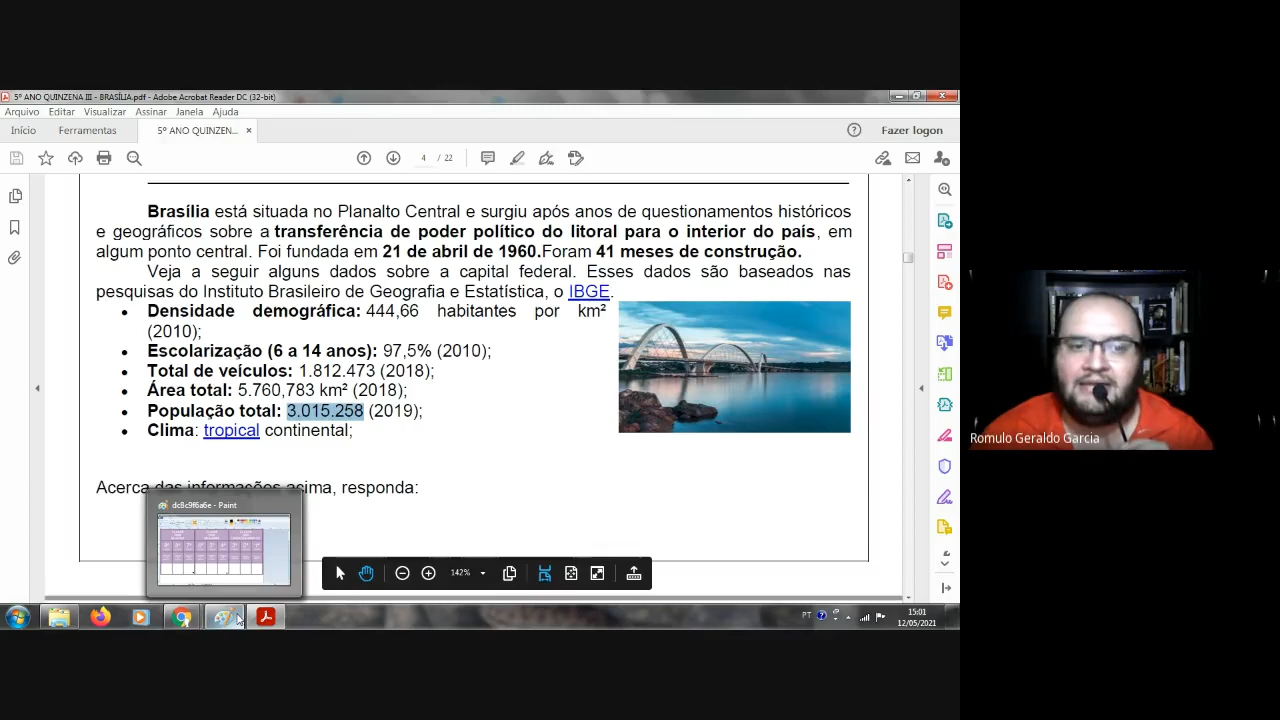 5º ANO QUINZENA III - BRASÍLIA.pdf - Adobe Acrobat Reader DC (32-bit)
Arquivo Editar Visualizar Assinar Janela Ajuda
Início Ferramentas 5º ANO QUINZEN... × Fazer logon
4 / 22
Brasília está situada no Planalto Central e surgiu após anos de questionamentos históricos
e geográficos sobre a transferência de poder político do litoral para o interior do país, em
algum ponto central. Foi fundada em 21 de abril de 1960.Foram 41 meses de construção.
Veja a seguir alguns dados sobre a capital federal. Esses dados são baseados nas
pesquisas do Instituto Brasileiro de Geografia e Estatística, o IBGE.
• Densidade demográfica: 444,66 habitantes por km²
(2010);
• Escolarização (6 a 14 anos): 97,5% (2010);
• Total de veículos: 1.812.473 (2018);
• Área total: 5.760,783 km² (2018);
• População total: 3.015.258 (2019);
• Clima: tropical continental;
Acerca das informações acima, responda:
dc8c9f6a6e - Paint
142%
PT
15:01
12/05/2021
Romulo Geraldo Garcia